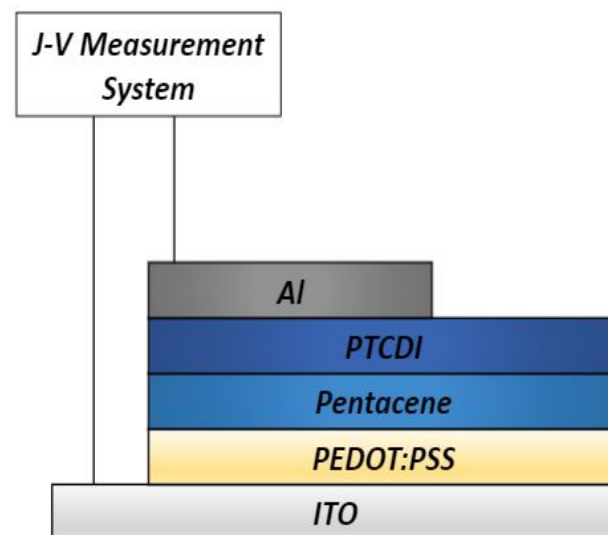 J-V Measurement
System
Al
PTCDI
Pentacene
PEDOT:PSS
ITO